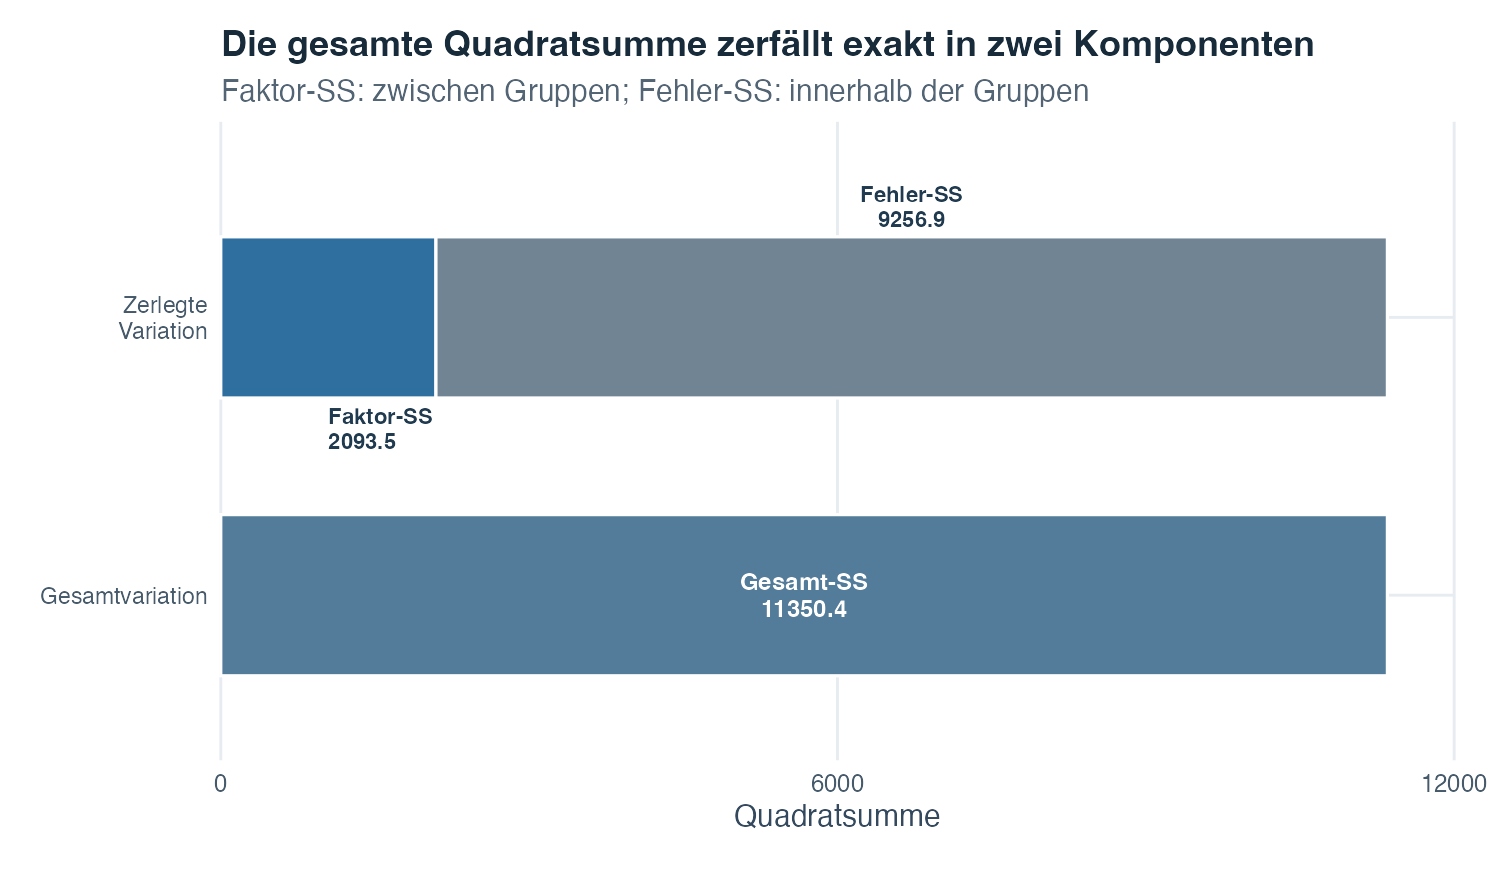 Die gesamte Quadratsumme zerfällt exakt in zwei Komponenten
Faktor-SS: zwischen Gruppen; Fehler-SS: innerhalb der Gruppen
Fehler-SS
9256.9
Zerlegte
Variation
Faktor-SS
2093.5
Gesamtvariation
Gesamt-SS
11350.4
0
6000
12000
Quadratsumme